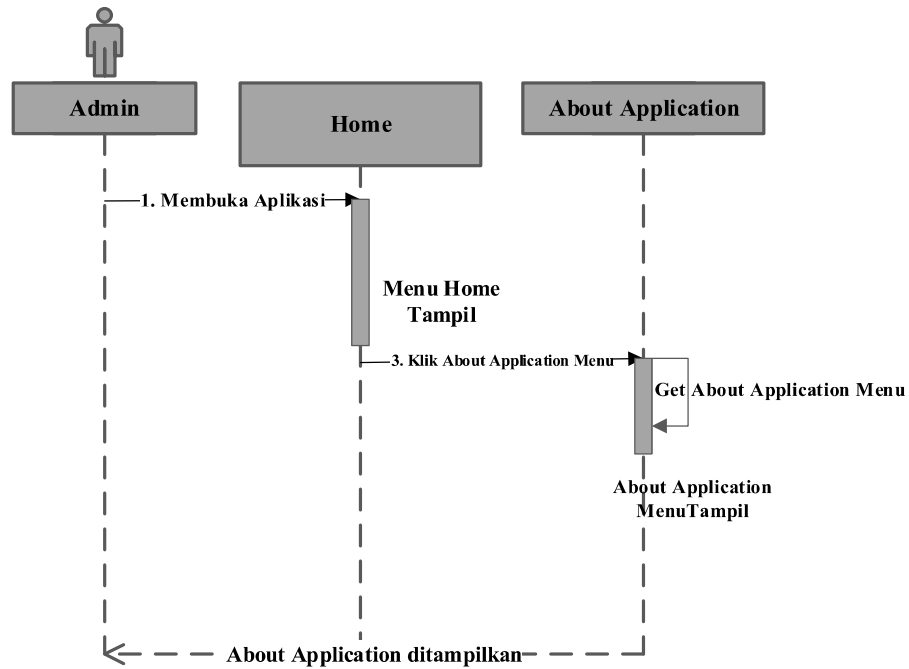 Admin
Home
About Application
1. Membuka Aplikasi
Menu Home
Tampil
3. Klik About Application Menu
Get About Application Menu
About Application
MenuTampil
About Application ditampilkan